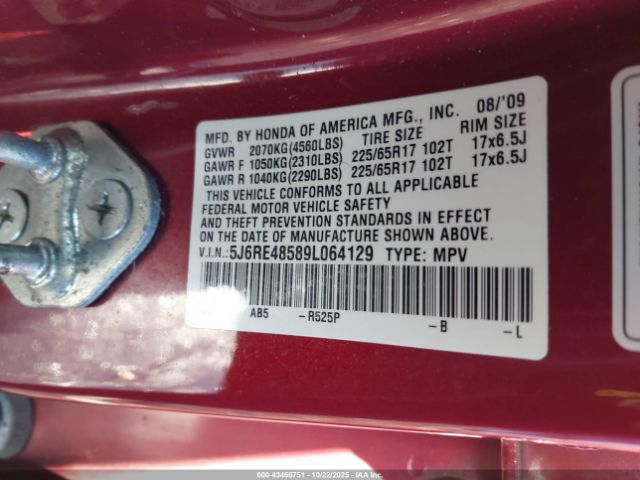 MFD. BY HONDA OF AMERICA MFG., INC. 08/'09
GVWR 2070KG(4560LBS) TIRE SIZE RIM SIZE
GAWR F 1050KG(2310LBS) 225/65R17 102T 17x6.5J
GAWR R 1040KG(2290LBS) 225/65R17 102T 17x6.5J
THIS VEHICLE CONFORMS TO ALL APPLICABLE
FEDERAL MOTOR VEHICLE SAFETY
AND THEFT PREVENTION STANDARDS IN EFFECT
ON THE DATE OF MANUFACTURE SHOWN ABOVE.
V.I.N.: 5J6RE48589L064129 TYPE: MPV
AB5 -R525P -B -L
000-43466751 - 10/22/2025 - IAAI.COM